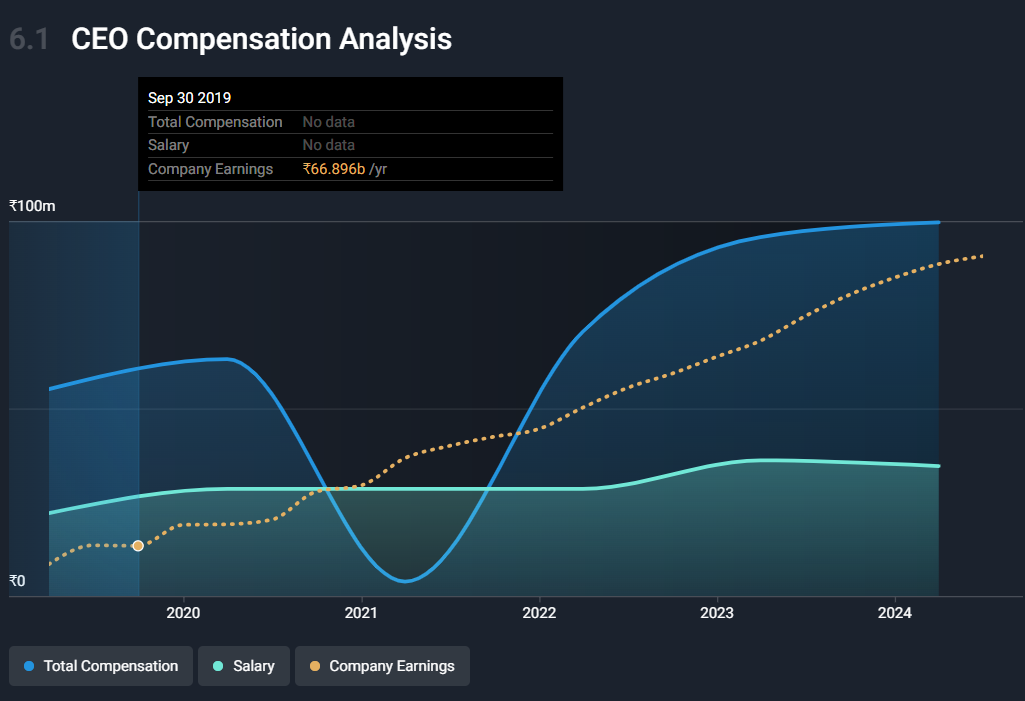 6.1 CEO Compensation Analysis
Sep 30 2019
Total Compensation No data
Salary No data
Company Earnings ₹66.896b /yr
₹100m
₹0
2020 2021 2022 2023 2024
Total Compensation Salary Company Earnings